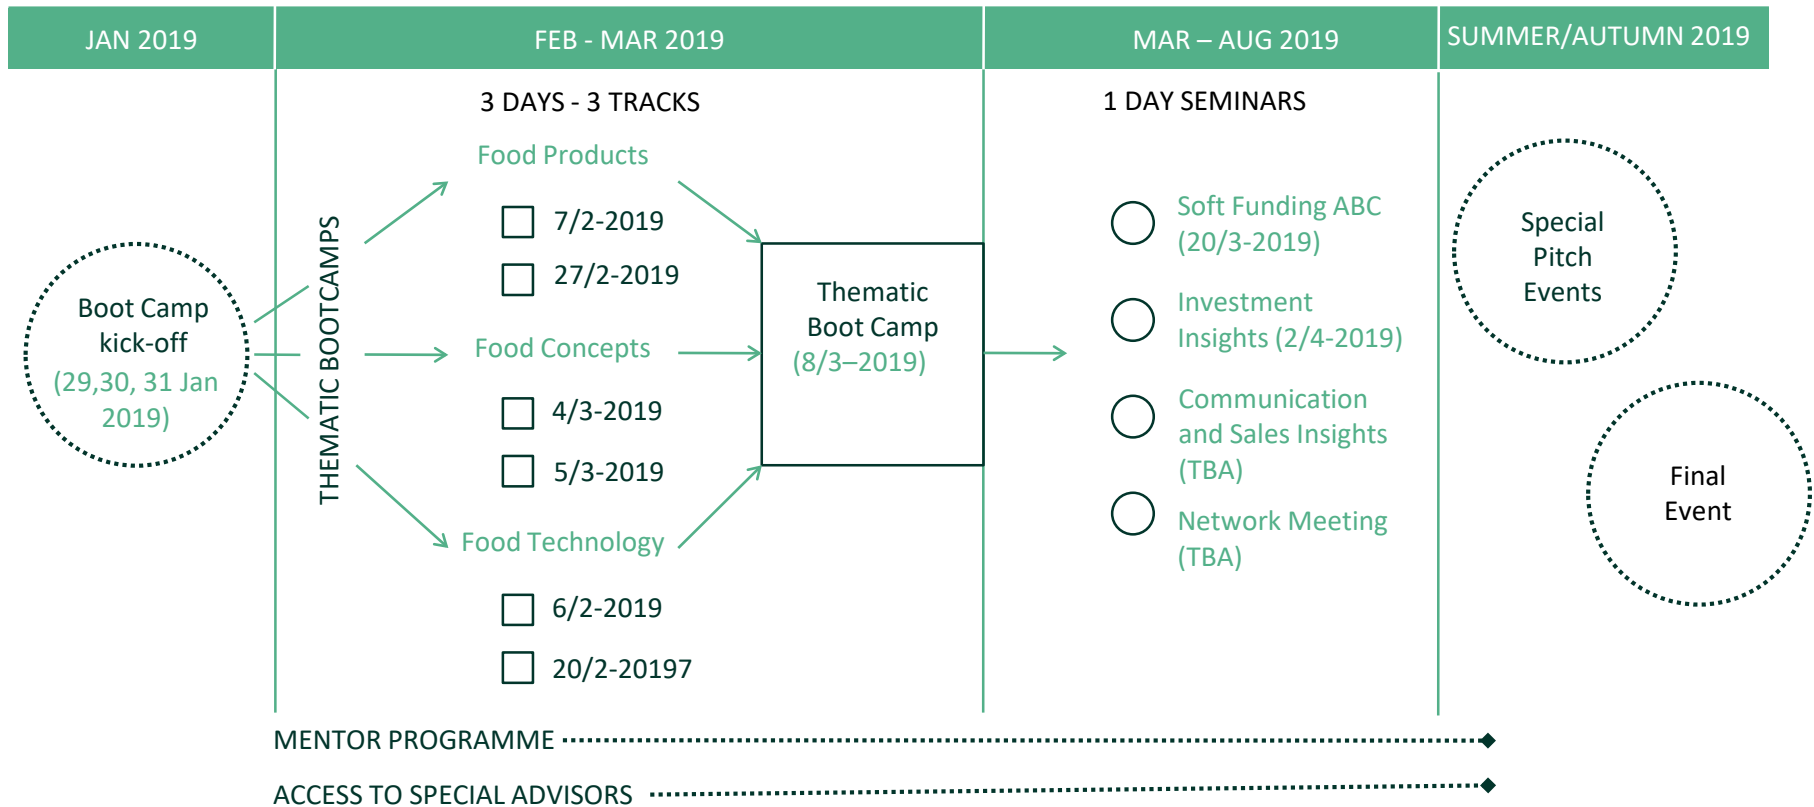 JAN 2019
FEB - MAR 2019
MAR – AUG 2019
SUMMER/AUTUMN 2019
Boot Camp
kick-off
(29,30, 31 Jan
2019)
THEMATIC BOOTCAMPS
3 DAYS - 3 TRACKS
Food Products
7/2-2019
27/2-2019
Food Concepts
4/3-2019
5/3-2019
Food Technology
6/2-2019
20/2-20197
Thematic
Boot Camp
(8/3–2019)
1 DAY SEMINARS
Soft Funding ABC
(20/3-2019)
Investment
Insights (2/4-2019)
Communication
and Sales Insights
(TBA)
Network Meeting
(TBA)
Special
Pitch
Events
Final
Event
MENTOR PROGRAMME
ACCESS TO SPECIAL ADVISORS